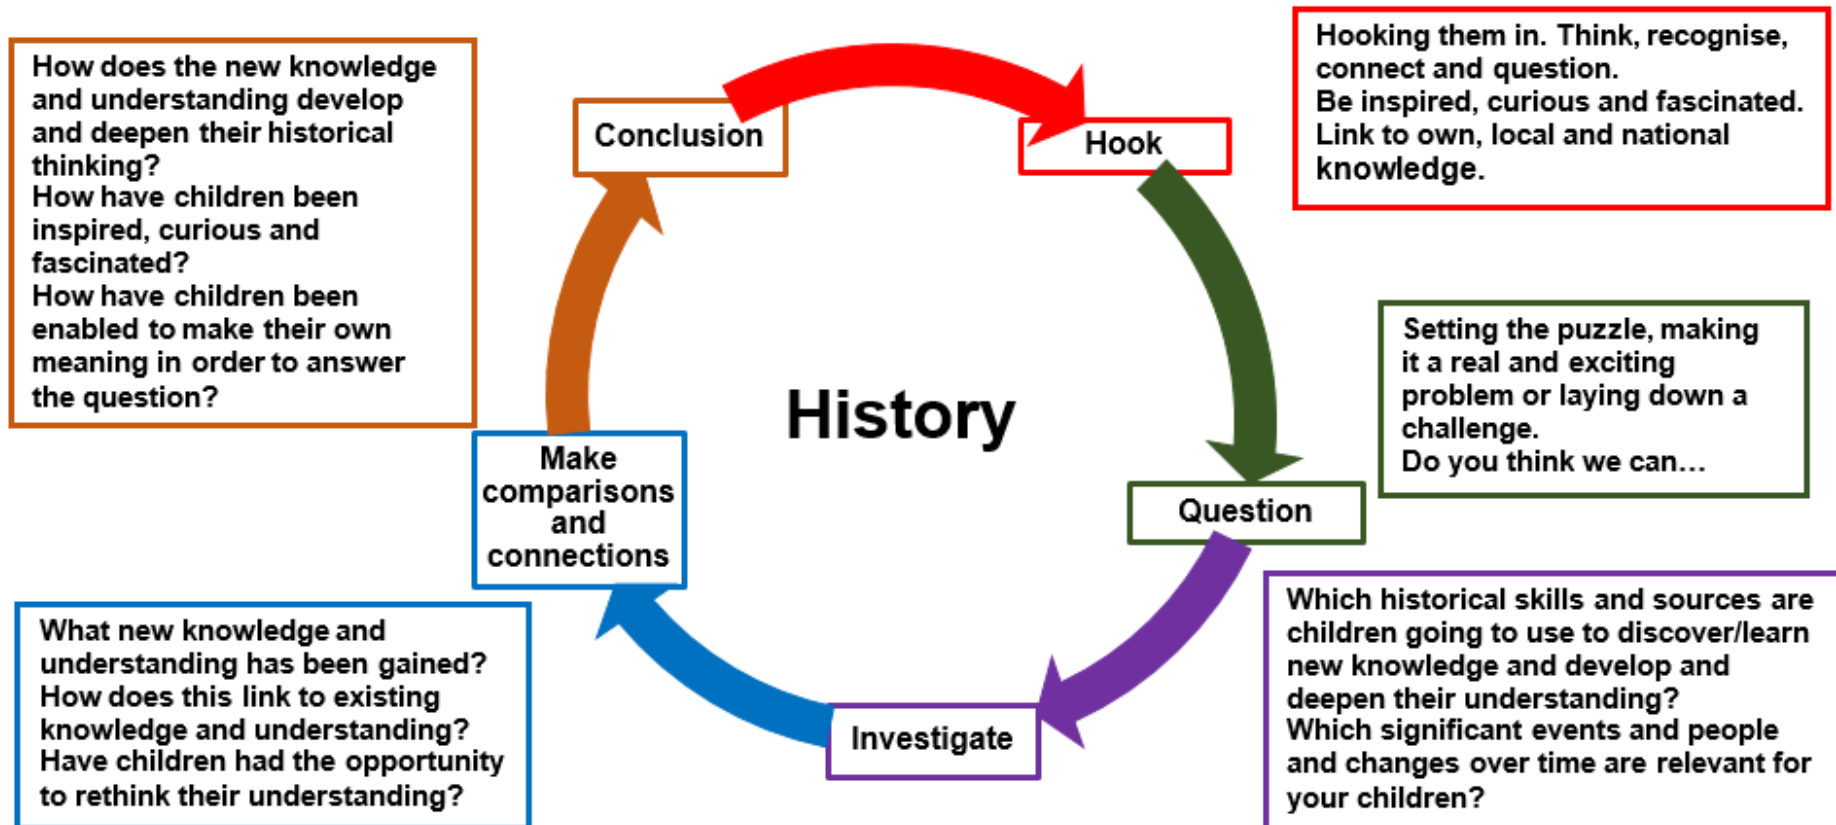 Hooking them in. Think, recognise,
connect and question.
Be inspired, curious and fascinated.
Link to own, local and national
knowledge.
How does the new knowledge
and understanding develop
and deepen their historical
thinking?
How have children been
inspired, curious and
fascinated?
How have children been
enabled to make their own
meaning in order to answer
the question?
Conclusion
Hook
Setting the puzzle, making
it a real and exciting
problem or laying down a
challenge.
Do you think we can…
History
Make
comparisons
and
connections
Question
Which historical skills and sources are
children going to use to discover/learn
new knowledge and develop and
deepen their understanding?
Which significant events and people
and changes over time are relevant for
your children?
What new knowledge and
understanding has been gained?
How does this link to existing
knowledge and understanding?
Have children had the opportunity
to rethink their understanding?
Investigate